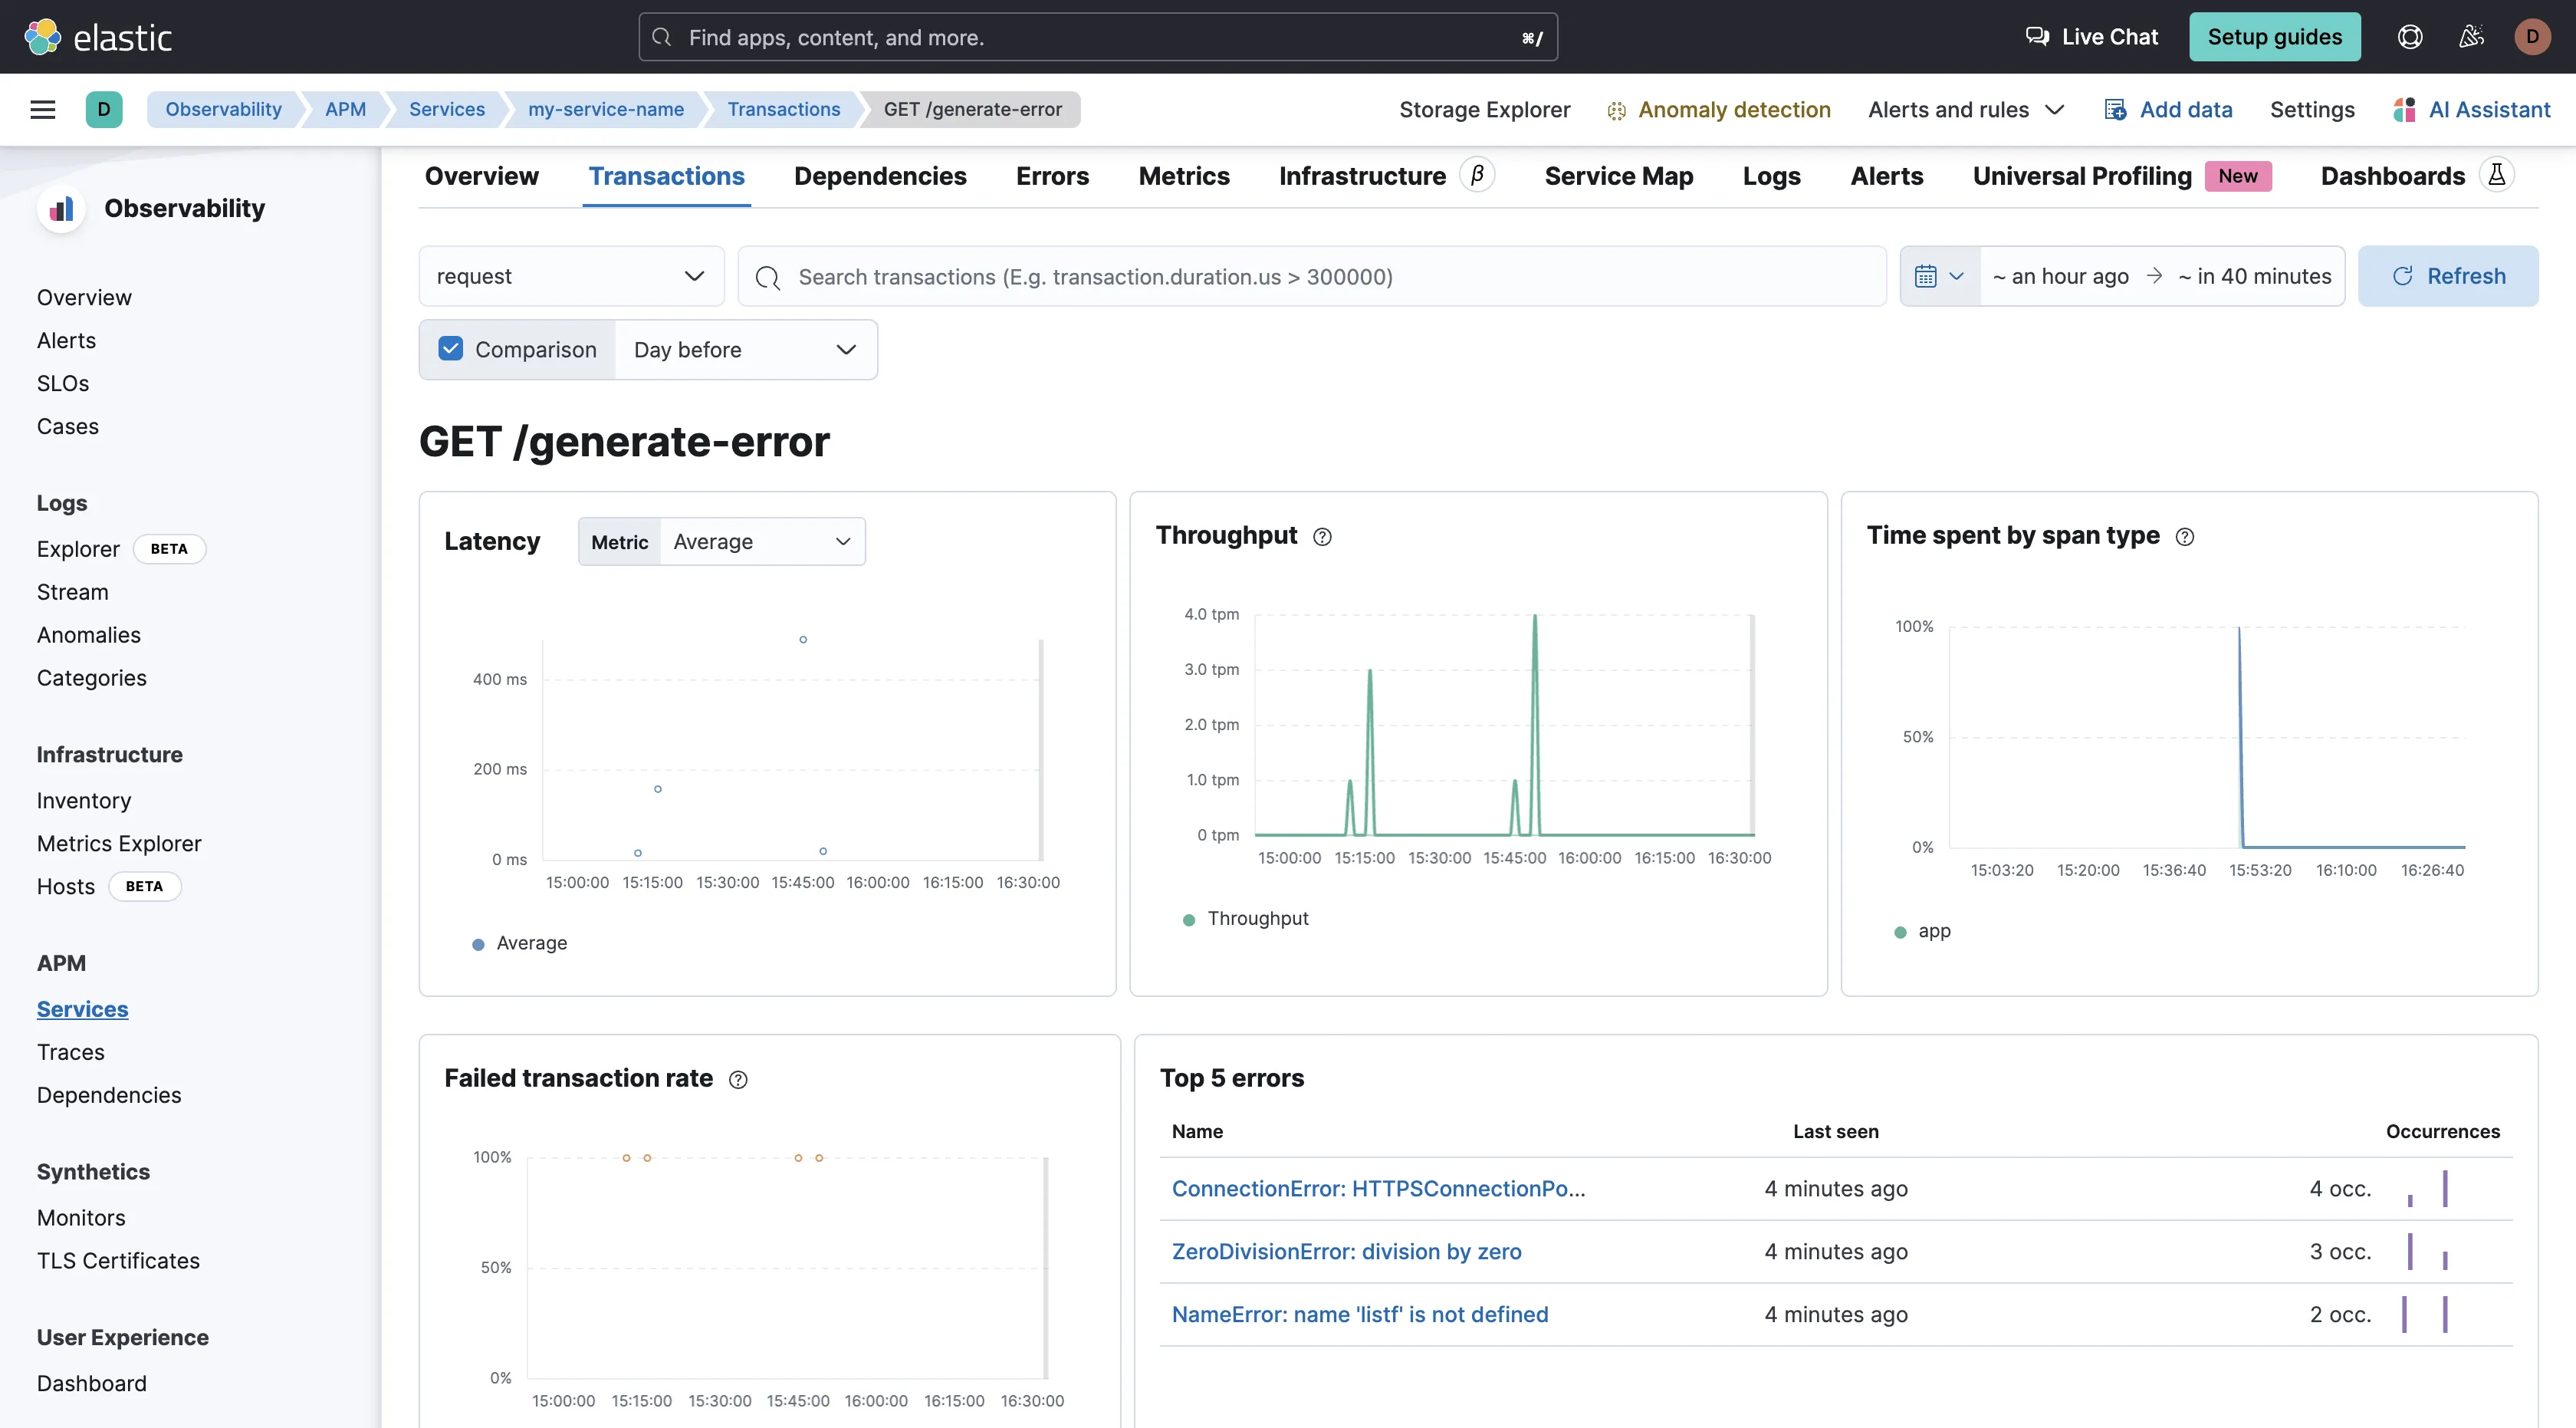 elastic
Find apps, content, and more.
⌘/
Live Chat
Setup guides
D
D
Observability
APM
Services
my-service-name
Transactions
GET /generate-error
Storage Explorer
Anomaly detection
Alerts and rules
Add data
Settings
AI Assistant
Observability
Overview
Alerts
SLOs
Cases
Logs
Explorer BETA
Stream
Anomalies
Categories
Infrastructure
Inventory
Metrics Explorer
Hosts BETA
APM
Services
Traces
Dependencies
Synthetics
Monitors
TLS Certificates
User Experience
Dashboard
Overview
Transactions
Dependencies
Errors
Metrics
Infrastructure β
Service Map
Logs
Alerts
Universal Profiling New
Dashboards
request
Search transactions (E.g. transaction.duration.us > 300000)
~ an hour ago → ~ in 40 minutes
Refresh
Comparison
Day before
GET /generate-error
Latency
Metric Average
400 ms
200 ms
0 ms
15:00:00 15:15:00 15:30:00 15:45:00 16:00:00 16:15:00 16:30:00
Average
Throughput
4.0 tpm
3.0 tpm
2.0 tpm
1.0 tpm
0 tpm
15:00:00 15:15:00 15:30:00 15:45:00 16:00:00 16:15:00 16:30:00
Throughput
Time spent by span type
100%
50%
0%
15:03:20 15:20:00 15:36:40 15:53:20 16:10:00 16:26:40
app
Failed transaction rate
100%
50%
0%
15:00:00 15:15:00 15:30:00 15:45:00 16:00:00 16:15:00 16:30:00
Top 5 errors
Name Last seen Occurrences
ConnectionError: HTTPSConnectionPo... 4 minutes ago 4 occ.
ZeroDivisionError: division by zero 4 minutes ago 3 occ.
NameError: name 'listf' is not defined 4 minutes ago 2 occ.